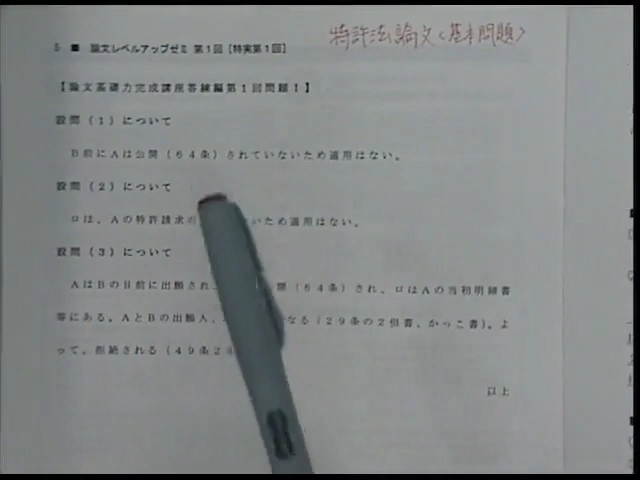 特許法論文<基本問題>
5 ■ 論文レベルアップゼミ 第1回[特実第1回]
【論文基礎力完成講座答練編第1回問題Ⅰ】
設問(1)について
B前にAは公開(64条)されていないため適用はない。
設問(2)について
ロは、Aの特許請求の いため適用はない。
設問(3)について
AはBの日前に出願され 開(64条)され、ロはAの当初明細書
等にある。AとBの出願人、 なる(29条の2但書、かっこ書)。よ
って、拒絶される(49条2
以上